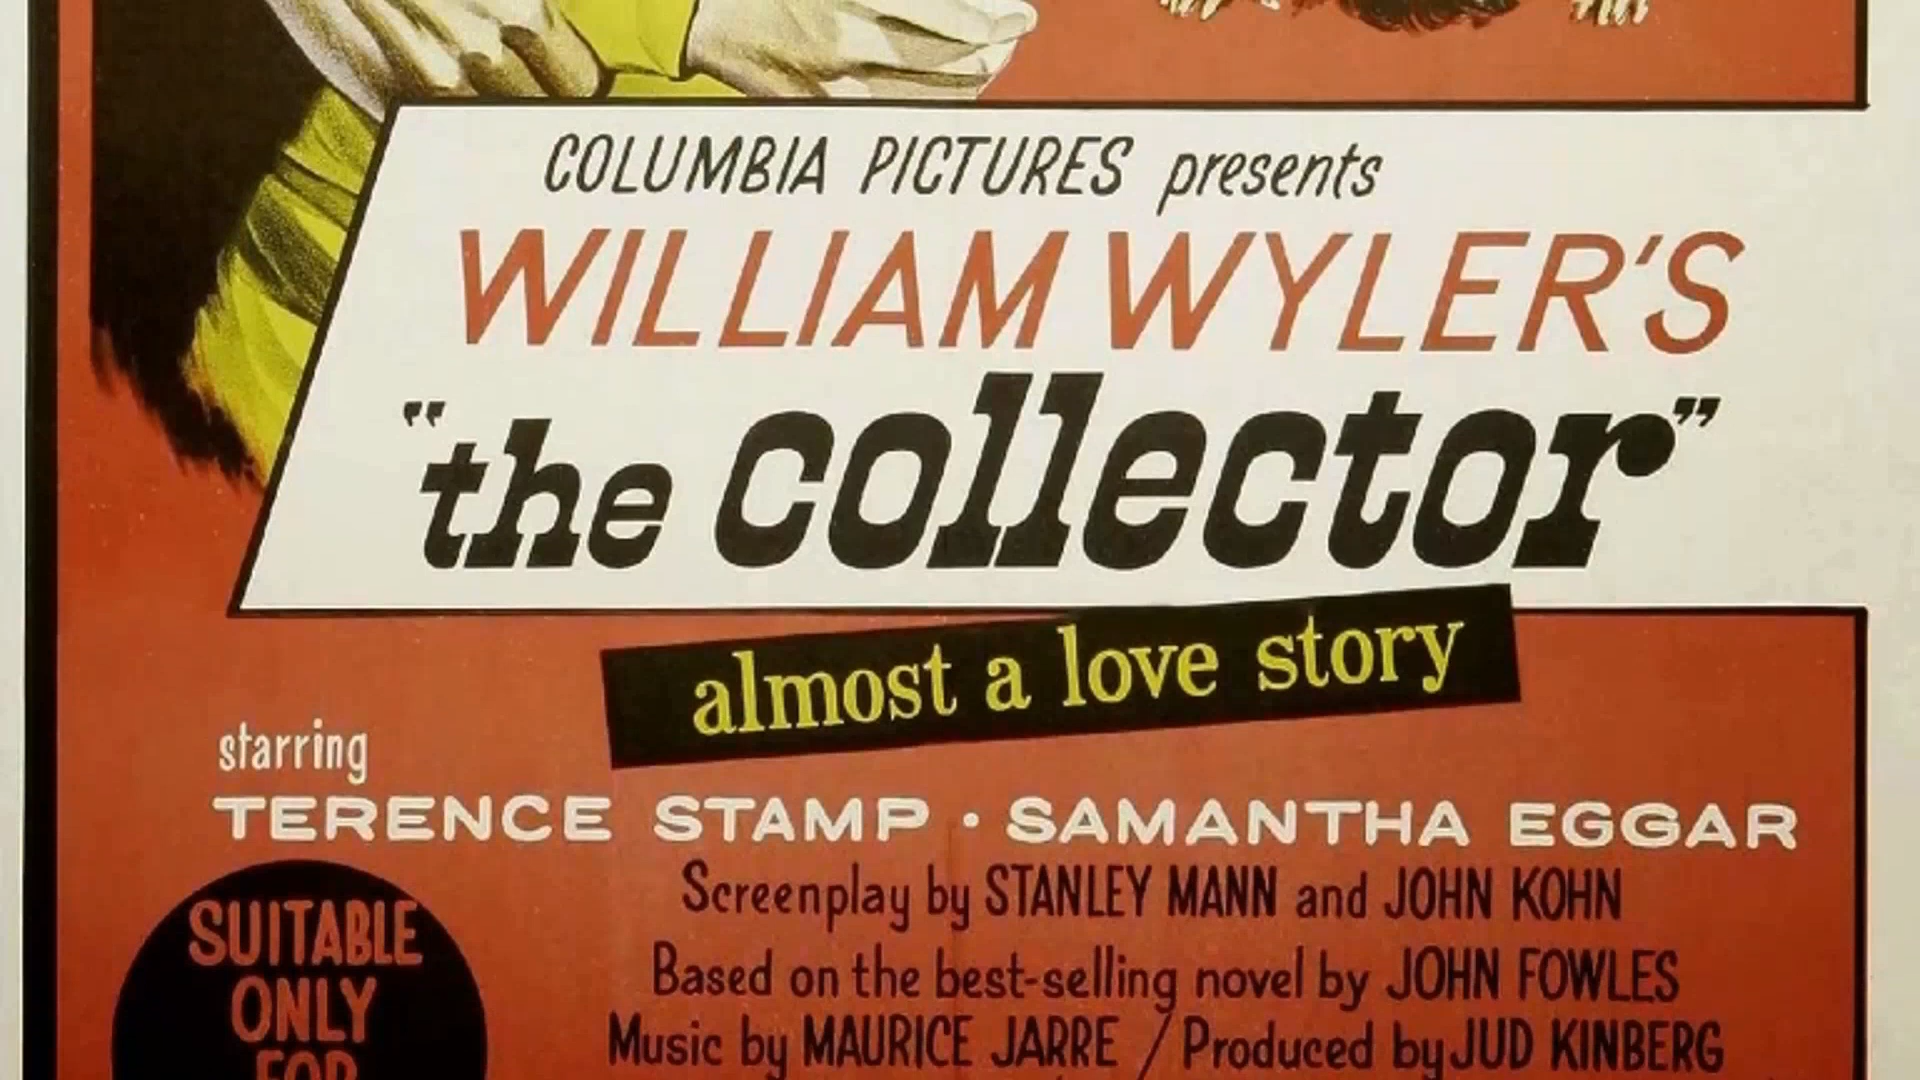 COLUMBIA PICTURES presents
WILLIAM WYLER'S
"the collector"
almost a love story
starring
TERENCE STAMP · SAMANTHA EGGAR
Screenplay by STANLEY MANN and JOHN KOHN
Based on the best-selling novel by JOHN FOWLES
Music by MAURICE JARRE / Produced by JUD KINBERG
SUITABLE
ONLY
FOR